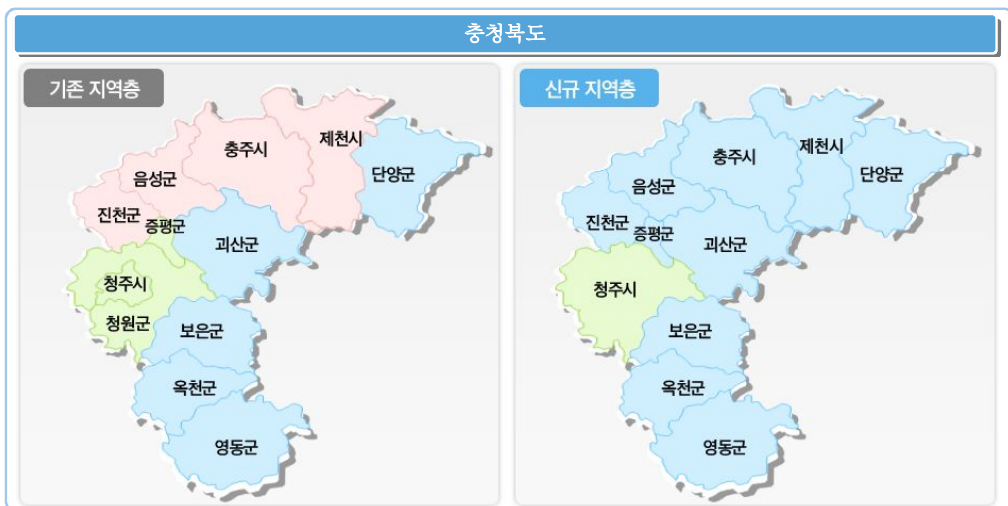 충청북도
기존 지역층
제천시
충주시
단양군
음성군
진천군
증평군
괴산군
청주시
청원군
보은군
옥천군
영동군
신규 지역층
제천시
충주시
단양군
음성군
진천군
증평군
괴산군
청주시
보은군
옥천군
영동군